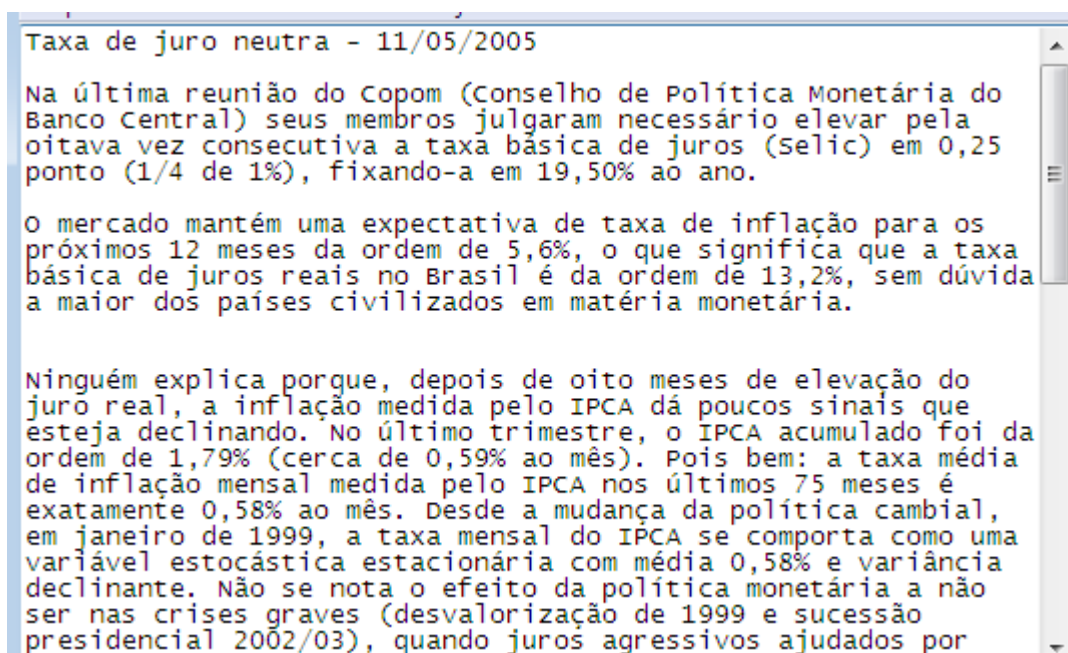 Taxa de juro neutra - 11/05/2005
Na última reunião do Copom (Conselho de Política Monetária do
Banco Central) seus membros julgaram necessário elevar pela
oitava vez consecutiva a taxa básica de juros (Selic) em 0,25
ponto (1/4 de 1%), fixando-a em 19,50% ao ano.
O mercado mantém uma expectativa de taxa de inflação para os
próximos 12 meses da ordem de 5,6%, o que significa que a taxa
básica de juros reais no Brasil é da ordem de 13,2%, sem dúvida
a maior dos países civilizados em matéria monetária.
Ninguém explica porque, depois de oito meses de elevação do
juro real, a inflação medida pelo IPCA dá poucos sinais que
esteja declinando. No último trimestre, o IPCA acumulado foi da
ordem de 1,79% (cerca de 0,59% ao mês). Pois bem: a taxa média
de inflação mensal medida pelo IPCA nos últimos 75 meses é
exatamente 0,58% ao mês. Desde a mudança da política cambial,
em janeiro de 1999, a taxa mensal do IPCA se comporta como uma
variável estocástica estacionária com média 0,58% e variância
declinante. Não se nota o efeito da política monetária a não
ser nas crises graves (desvalorização de 1999 e sucessão
presidencial 2002/03), quando juros agressivos ajudados por